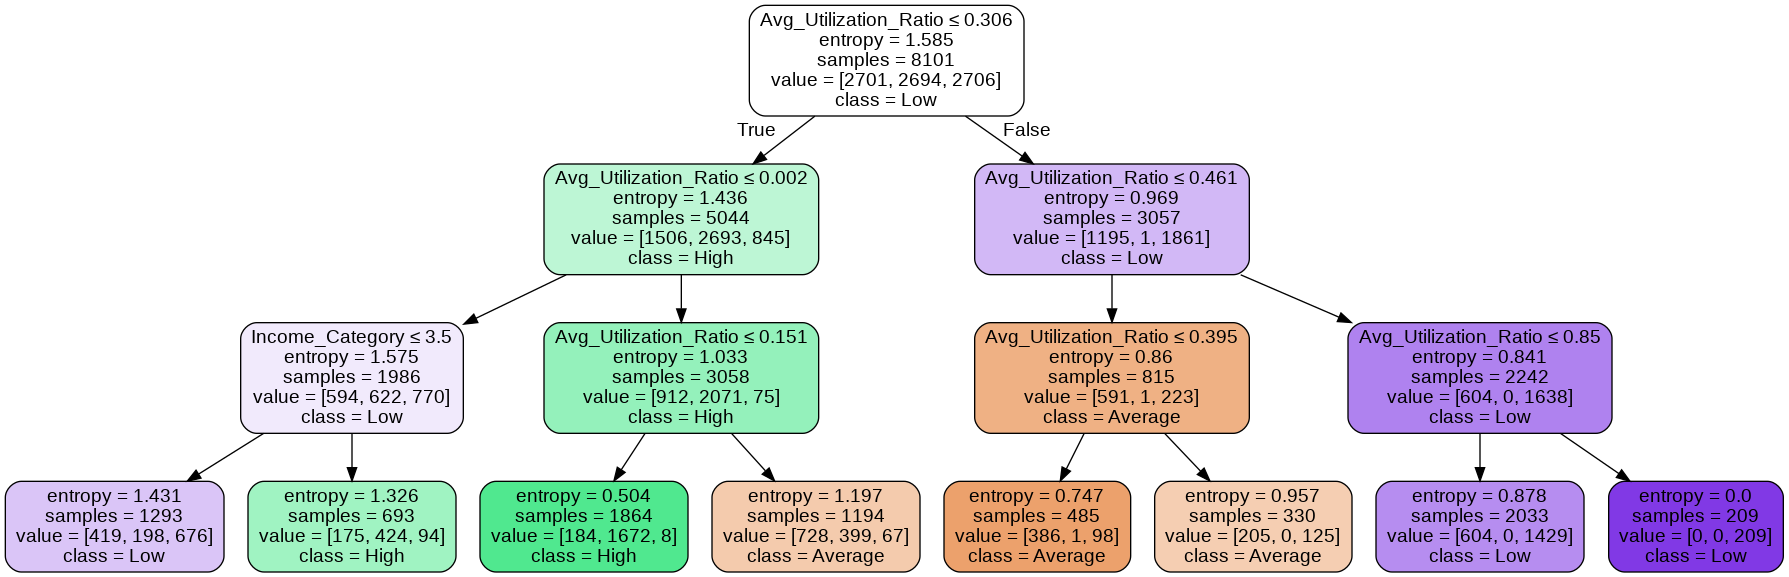 Avg_Utilization_Ratio ≤ 0.306
entropy = 1.585
samples = 8101
value = [2701, 2694, 2706]
class = Low
True
False
Avg_Utilization_Ratio ≤ 0.002
entropy = 1.436
samples = 5044
value = [1506, 2693, 845]
class = High
Avg_Utilization_Ratio ≤ 0.461
entropy = 0.969
samples = 3057
value = [1195, 1, 1861]
class = Low
Income_Category ≤ 3.5
entropy = 1.575
samples = 1986
value = [594, 622, 770]
class = Low
Avg_Utilization_Ratio ≤ 0.151
entropy = 1.033
samples = 3058
value = [912, 2071, 75]
class = High
Avg_Utilization_Ratio ≤ 0.395
entropy = 0.86
samples = 815
value = [591, 1, 223]
class = Average
Avg_Utilization_Ratio ≤ 0.85
entropy = 0.841
samples = 2242
value = [604, 0, 1638]
class = Low
entropy = 1.431
samples = 1293
value = [419, 198, 676]
class = Low
entropy = 1.326
samples = 693
value = [175, 424, 94]
class = High
entropy = 0.504
samples = 1864
value = [184, 1672, 8]
class = High
entropy = 1.197
samples = 1194
value = [728, 399, 67]
class = Average
entropy = 0.747
samples = 485
value = [386, 1, 98]
class = Average
entropy = 0.957
samples = 330
value = [205, 0, 125]
class = Average
entropy = 0.878
samples = 2033
value = [604, 0, 1429]
class = Low
entropy = 0.0
samples = 209
value = [0, 0, 209]
class = Low